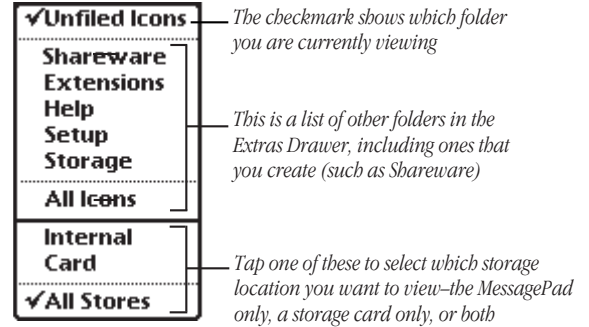 ✓Unfiled Icons
The checkmark shows which folder
you are currently viewing
Shareware
Extensions
Help
Setup
Storage
All Icons
This is a list of other folders in the
Extras Drawer, including ones that
you create (such as Shareware)
Internal
Card
✓All Stores
Tap one of these to select which storage
location you want to view–the MessagePad
only, a storage card only, or both